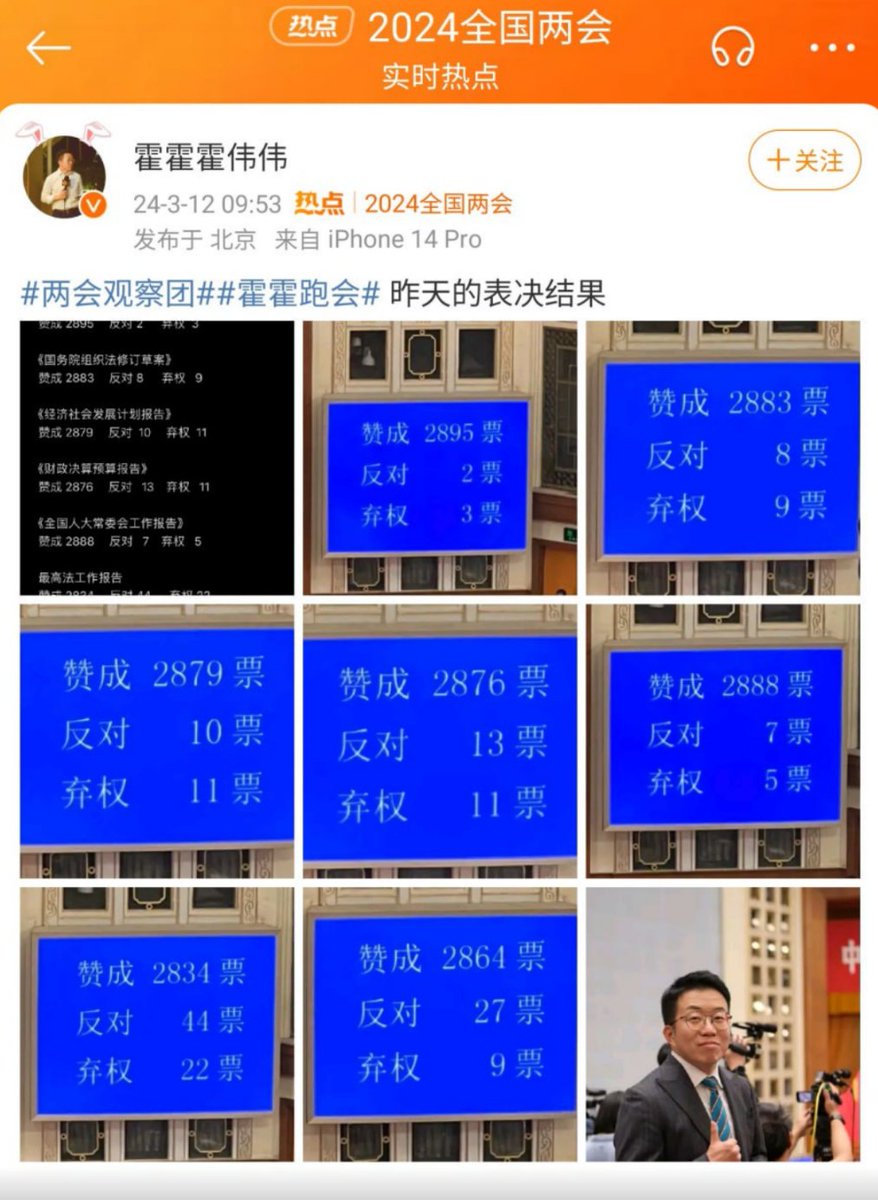 热点 2024全国两会
实时热点
霍霍霍伟伟
+关注
24-3-12 09:53 热点 2024全国两会
发布于 北京 来自 iPhone 14 Pro
#两会观察团##霍霍跑会# 昨天的表决结果
赞成 2895 反对 2 弃权 3
《国务院组织法修订草案》
赞成 2883 反对 8 弃权 9
《经济社会发展计划报告》
赞成 2879 反对 10 弃权 11
《财政决算预算报告》
赞成 2876 反对 13 弃权 11
《全国人大常委会工作报告》
赞成 2888 反对 7 弃权 5
最高法工作报告
赞成 2834 反对 44 弃权 22
赞成 2895 票
反对 2 票
弃权 3 票
赞成 2883 票
反对 8 票
弃权 9 票
赞成 2879 票
反对 10 票
弃权 11 票
赞成 2876 票
反对 13 票
弃权 11 票
赞成 2888 票
反对 7 票
弃权 5 票
赞成 2834 票
反对 44 票
弃权 22 票
赞成 2864 票
反对 27 票
弃权 9 票
中